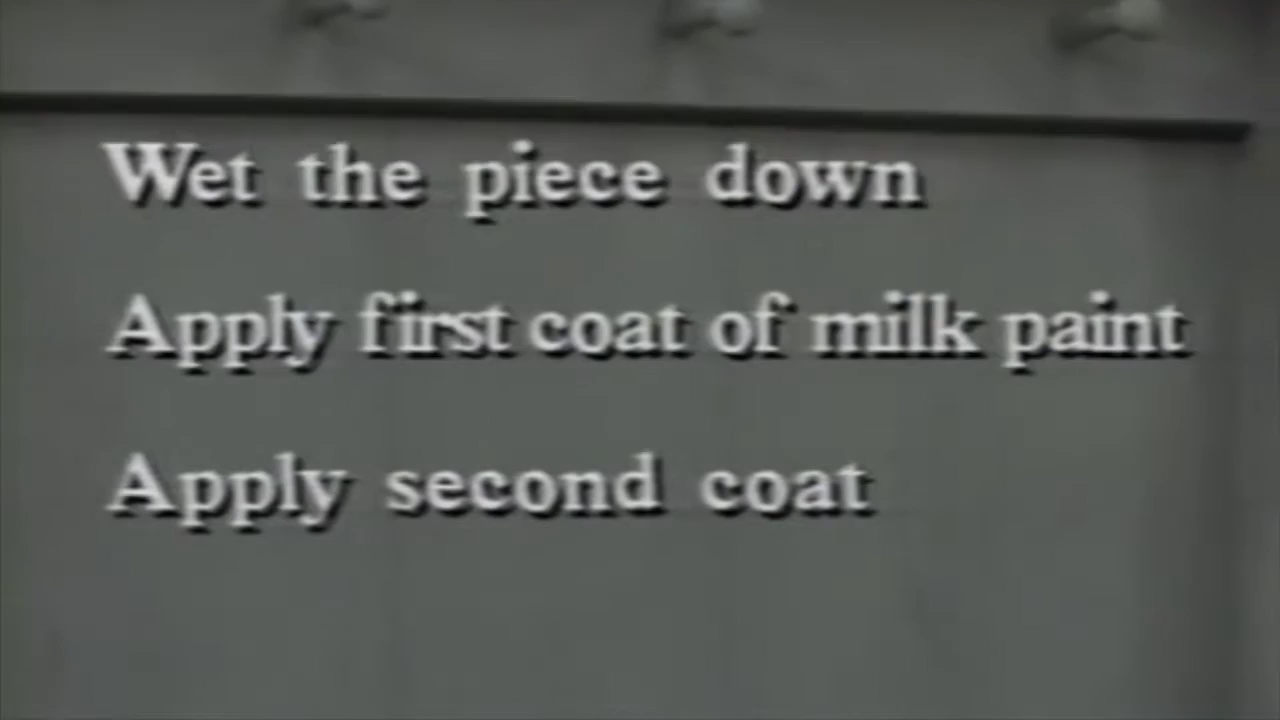 Wet the piece down
Apply first coat of milk paint
Apply second coat